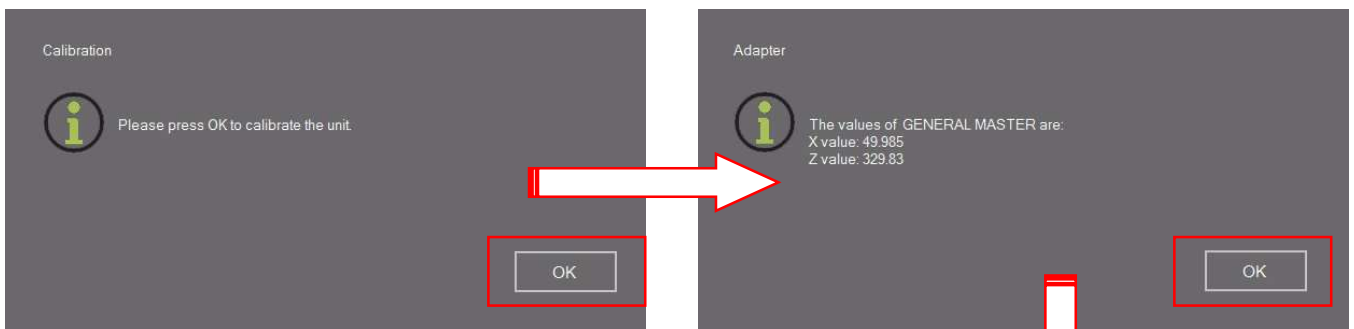 Calibration
Please press OK to calibrate the unit.
OK
Adapter
The values of GENERAL MASTER are:
X value: 49.985
Z value: 329.83
OK